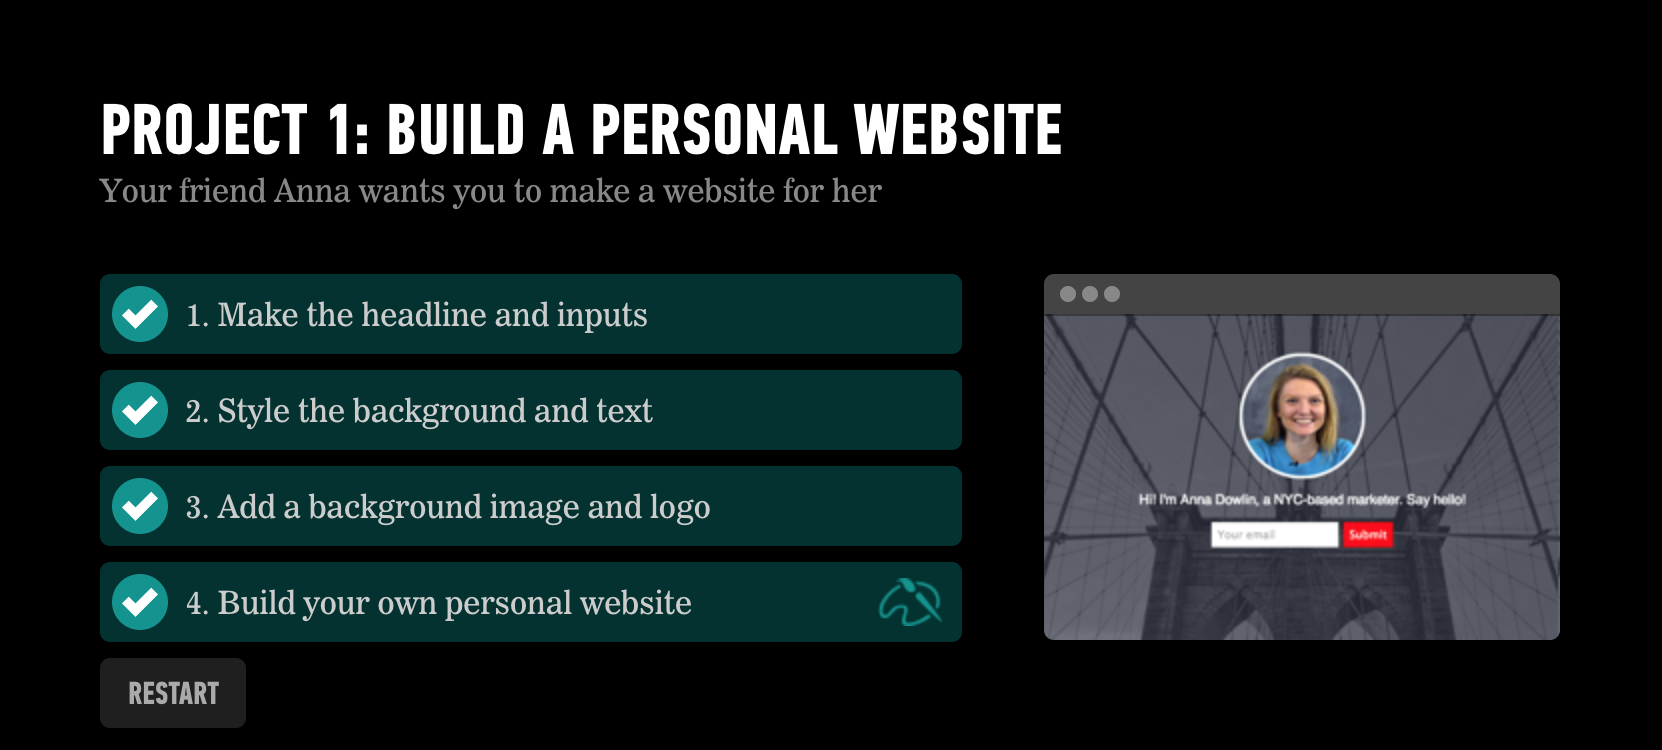 PROJECT 1: BUILD A PERSONAL WEBSITE
Your friend Anna wants you to make a website for her
1. Make the headline and inputs
2. Style the background and text
3. Add a background image and logo
4. Build your own personal website
RESTART
Hi! I'm Anna Dowlin, a NYC-based marketer. Say hello!
Your email
Submit